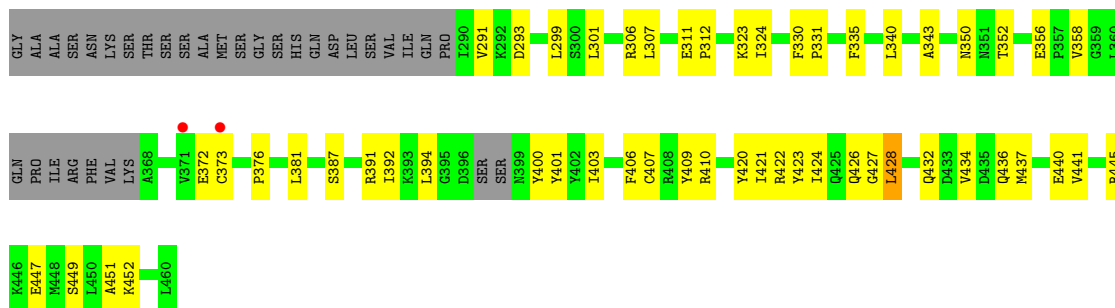 GLY ALA ALA SER ASN LYS SER THR SER SER ALA MET SER GLY SER HIS GLN ASP LEU SER VAL ILE GLN PRO I290 V291 K292 D293 L299 S300 L301 R306 L307 E311 P312 K323 I324 F330 P331 F335 L340 A343 N350 N351 T352 E356 P357 V358 G359 L360
GLN PRO ILE ARG PHE VAL LYS A368 V371 E372 C373 P376 L381 S387 R391 I392 K393 L394 G395 D396 SER SER N399 Y400 Y401 Y402 I403 F406 C407 R408 Y409 R410 Y420 I421 R422 Y423 I424 Q425 Q426 G427 L428 Q432 D433 V434 D435 Q436 M437 E440 V441
K446 E447 M448 S449 L450 A451 K452 L460